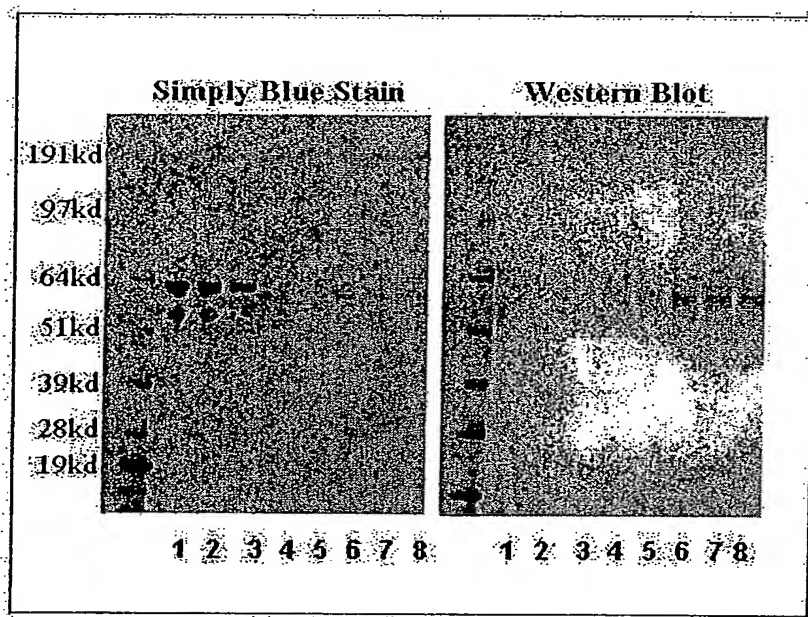 Simply Blue Stain
Western Blot
191kd
97kd
64kd
51kd
39kd
28kd
19kd
1 2 3 4 5 6 7 8
1 2 3 4 5 6 7 8